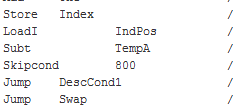 Store Index /
LoadI IndPos /
Subt TempA /
Skipcond 800 /
Jump DescCond1 /
Jump Swap /